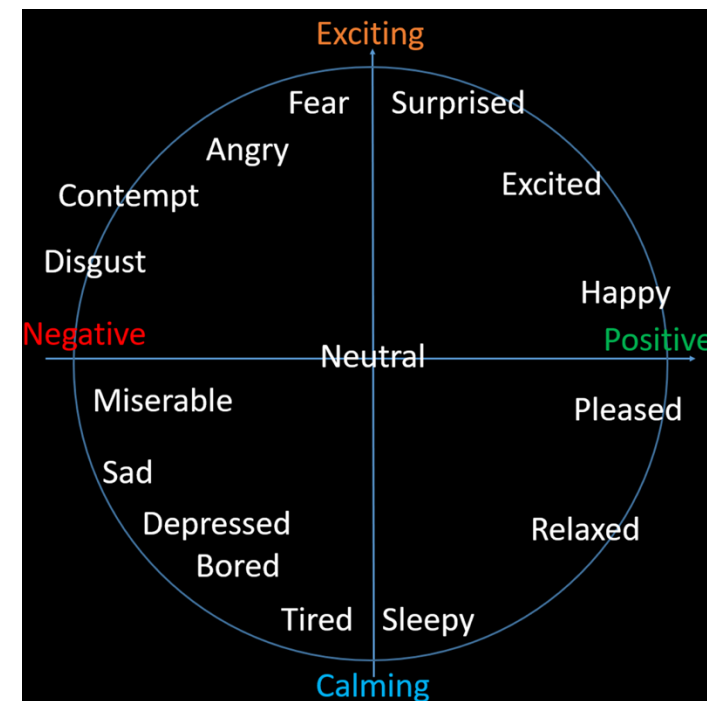 Exciting
Fear Surprised
Angry
Excited
Contempt
Disgust
Happy
Negative
Positive
Neutral
Miserable
Pleased
Sad
Depressed
Relaxed
Bored
Tired Sleepy
Calming